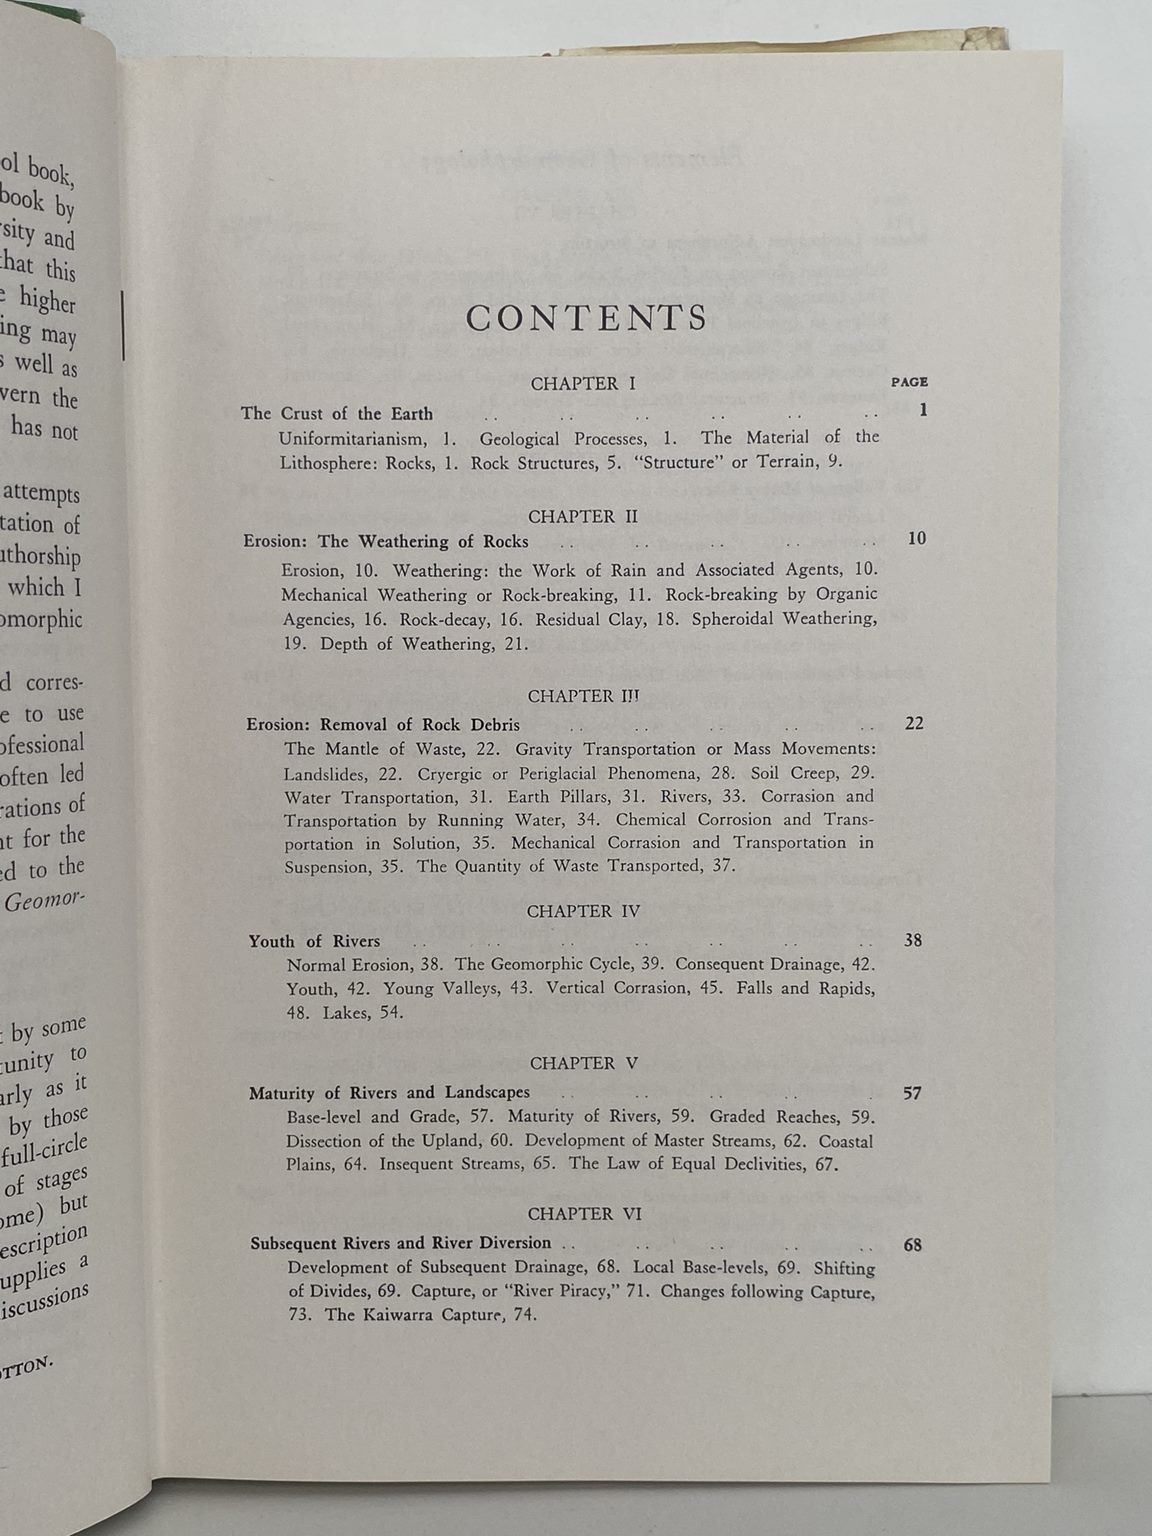 ol book,
book by
sity and
that this
higher
ing may
well as
vern the
has not
attempts
tation of
uthorship
which I
omorphic
d corres-
e to use
ofessional
often led
rations of
nt for the
ed to the
Geomor-
by some
tunity to
arly as it
by those
full-circle
of stages
ome) but
escription
upplies a
iscussions
OTTON.
CONTENTS
CHAPTER I PAGE
The Crust of the Earth .. .. .. .. .. .. 1
Uniformitarianism, 1. Geological Processes, 1. The Material of the
Lithosphere: Rocks, 1. Rock Structures, 5. “Structure” or Terrain, 9.
CHAPTER II
Erosion: The Weathering of Rocks .. .. .. .. .. 10
Erosion, 10. Weathering: the Work of Rain and Associated Agents, 10.
Mechanical Weathering or Rock-breaking, 11. Rock-breaking by Organic
Agencies, 16. Rock-decay, 16. Residual Clay, 18. Spheroidal Weathering,
19. Depth of Weathering, 21.
CHAPTER III
Erosion: Removal of Rock Debris .. .. .. .. .. 22
The Mantle of Waste, 22. Gravity Transportation or Mass Movements:
Landslides, 22. Cryergic or Periglacial Phenomena, 28. Soil Creep, 29.
Water Transportation, 31. Earth Pillars, 31. Rivers, 33. Corrasion and
Transportation by Running Water, 34. Chemical Corrosion and Trans-
portation in Solution, 35. Mechanical Corrasion and Transportation in
Suspension, 35. The Quantity of Waste Transported, 37.
CHAPTER IV
Youth of Rivers .. .. .. .. .. .. .. 38
Normal Erosion, 38. The Geomorphic Cycle, 39. Consequent Drainage, 42.
Youth, 42. Young Valleys, 43. Vertical Corrasion, 45. Falls and Rapids,
48. Lakes, 54.
CHAPTER V
Maturity of Rivers and Landscapes .. .. .. .. . 57
Base-level and Grade, 57. Maturity of Rivers, 59. Graded Reaches, 59.
Dissection of the Upland, 60. Development of Master Streams, 62. Coastal
Plains, 64. Insequent Streams, 65. The Law of Equal Declivities, 67.
CHAPTER VI
Subsequent Rivers and River Diversion .. .. .. .. .. 68
Development of Subsequent Drainage, 68. Local Base-levels, 69. Shifting
of Divides, 69. Capture, or “River Piracy,” 71. Changes following Capture,
73. The Kaiwarra Capture, 74.